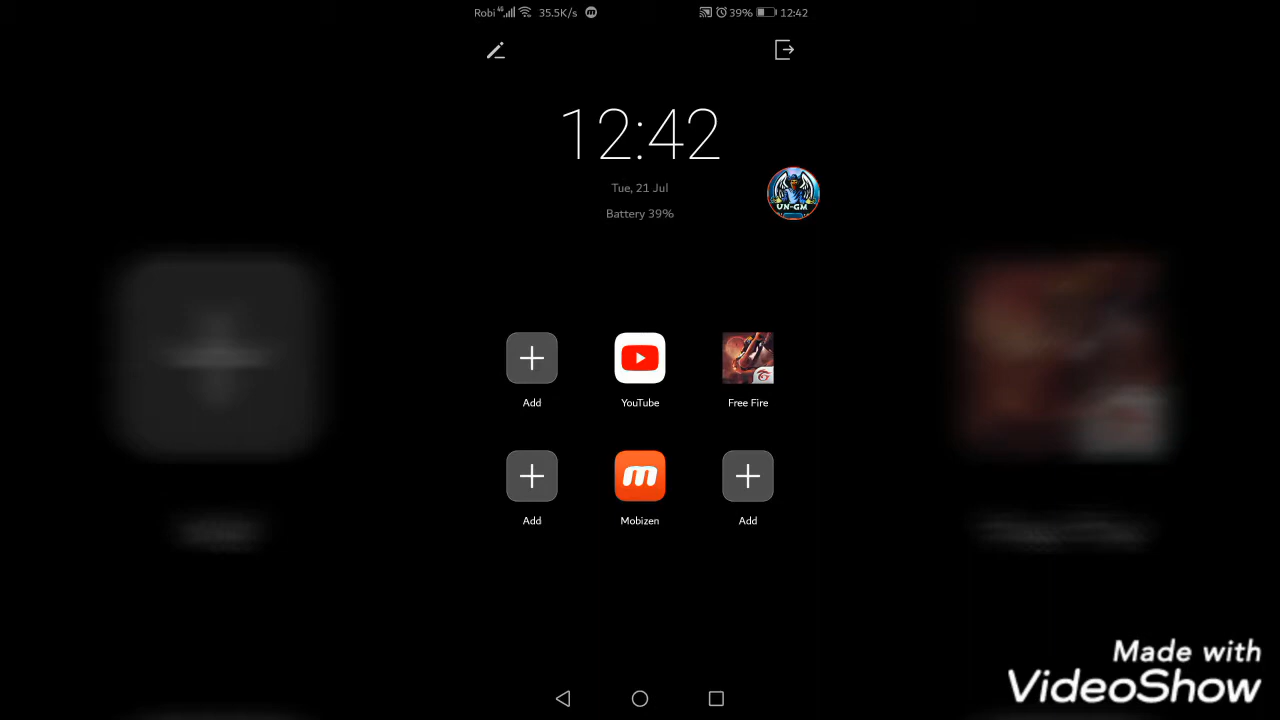 Robi 4G 35.5K/s 39% 12:42
12:42
Tue, 21 Jul
Battery 39%
UN-GM
Add YouTube Free Fire
Add Mobizen Add
Made with
VideoShow